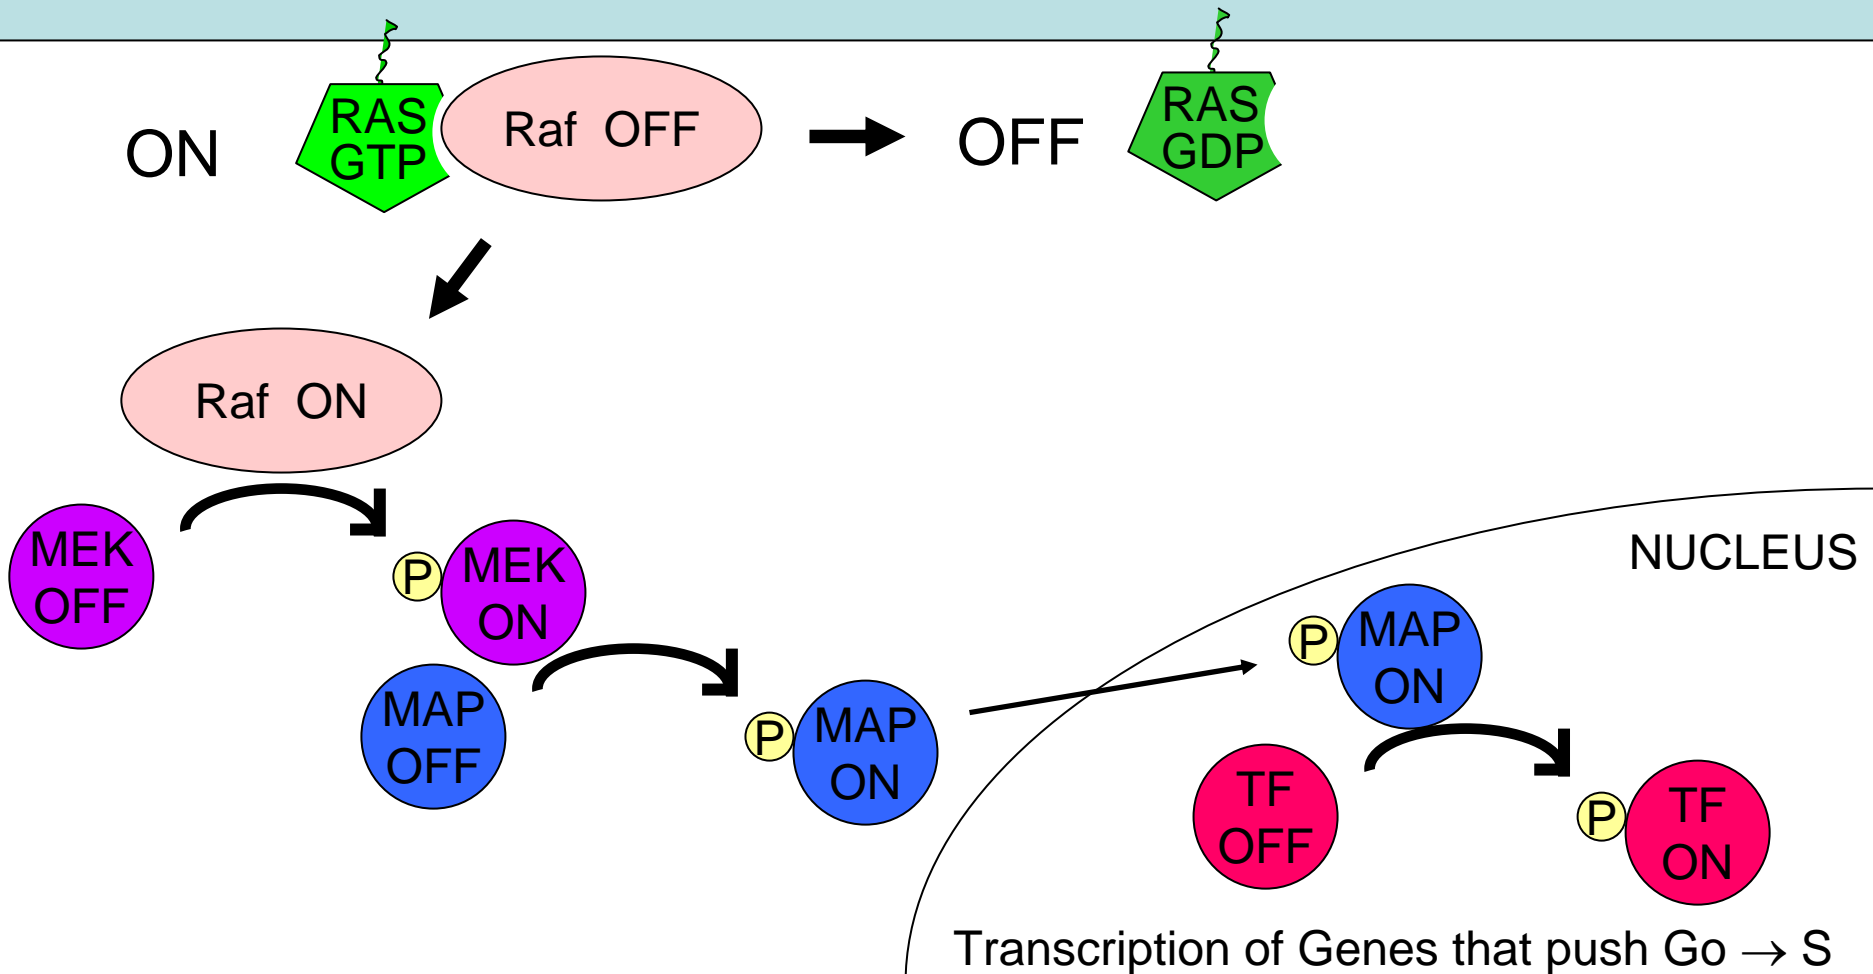 ON
RAS
GTP
Raf OFF
OFF
RAS
GDP
Raf ON
MEK
OFF
P
MEK
ON
MAP
OFF
P
MAP
ON
NUCLEUS
P
MAP
ON
TF
OFF
P
TF
ON
Transcription of Genes that push Go → S